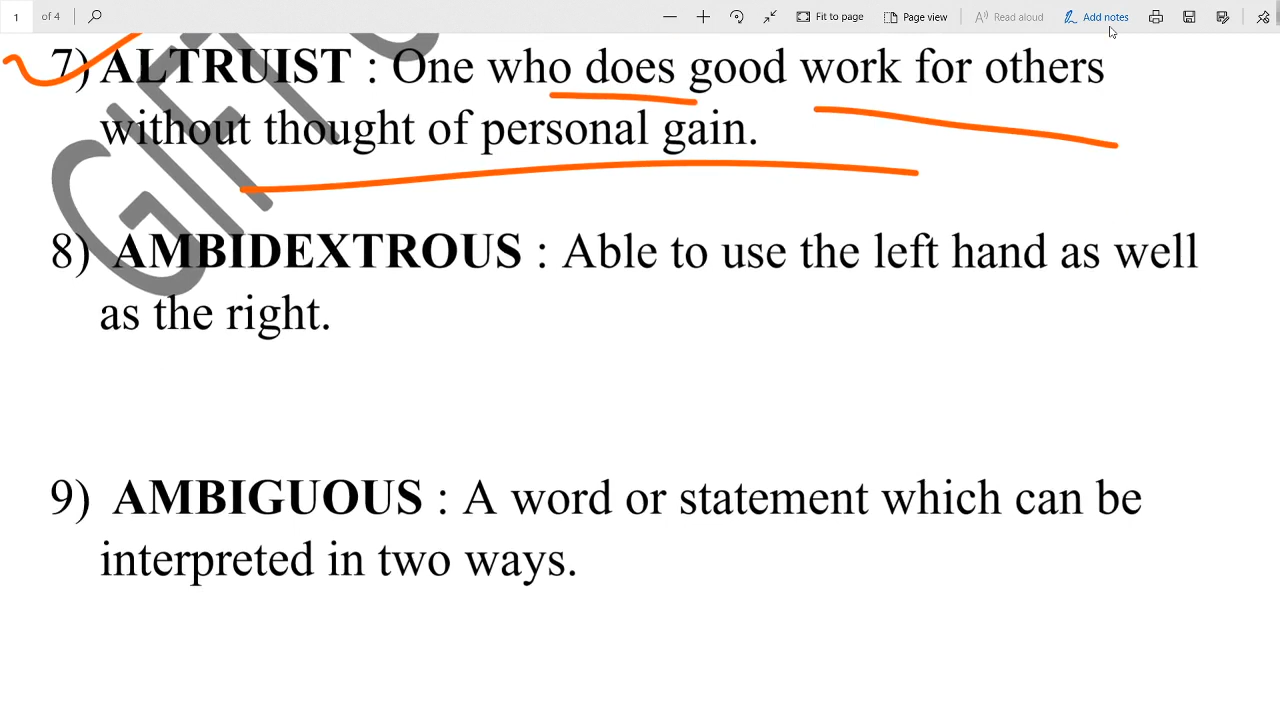 1 of 4 Fit to page Page view Read aloud Add notes
7) ALTRUIST : One who does good work for others
without thought of personal gain.
8) AMBIDEXTROUS : Able to use the left hand as well
as the right.
9) AMBIGUOUS : A word or statement which can be
interpreted in two ways.